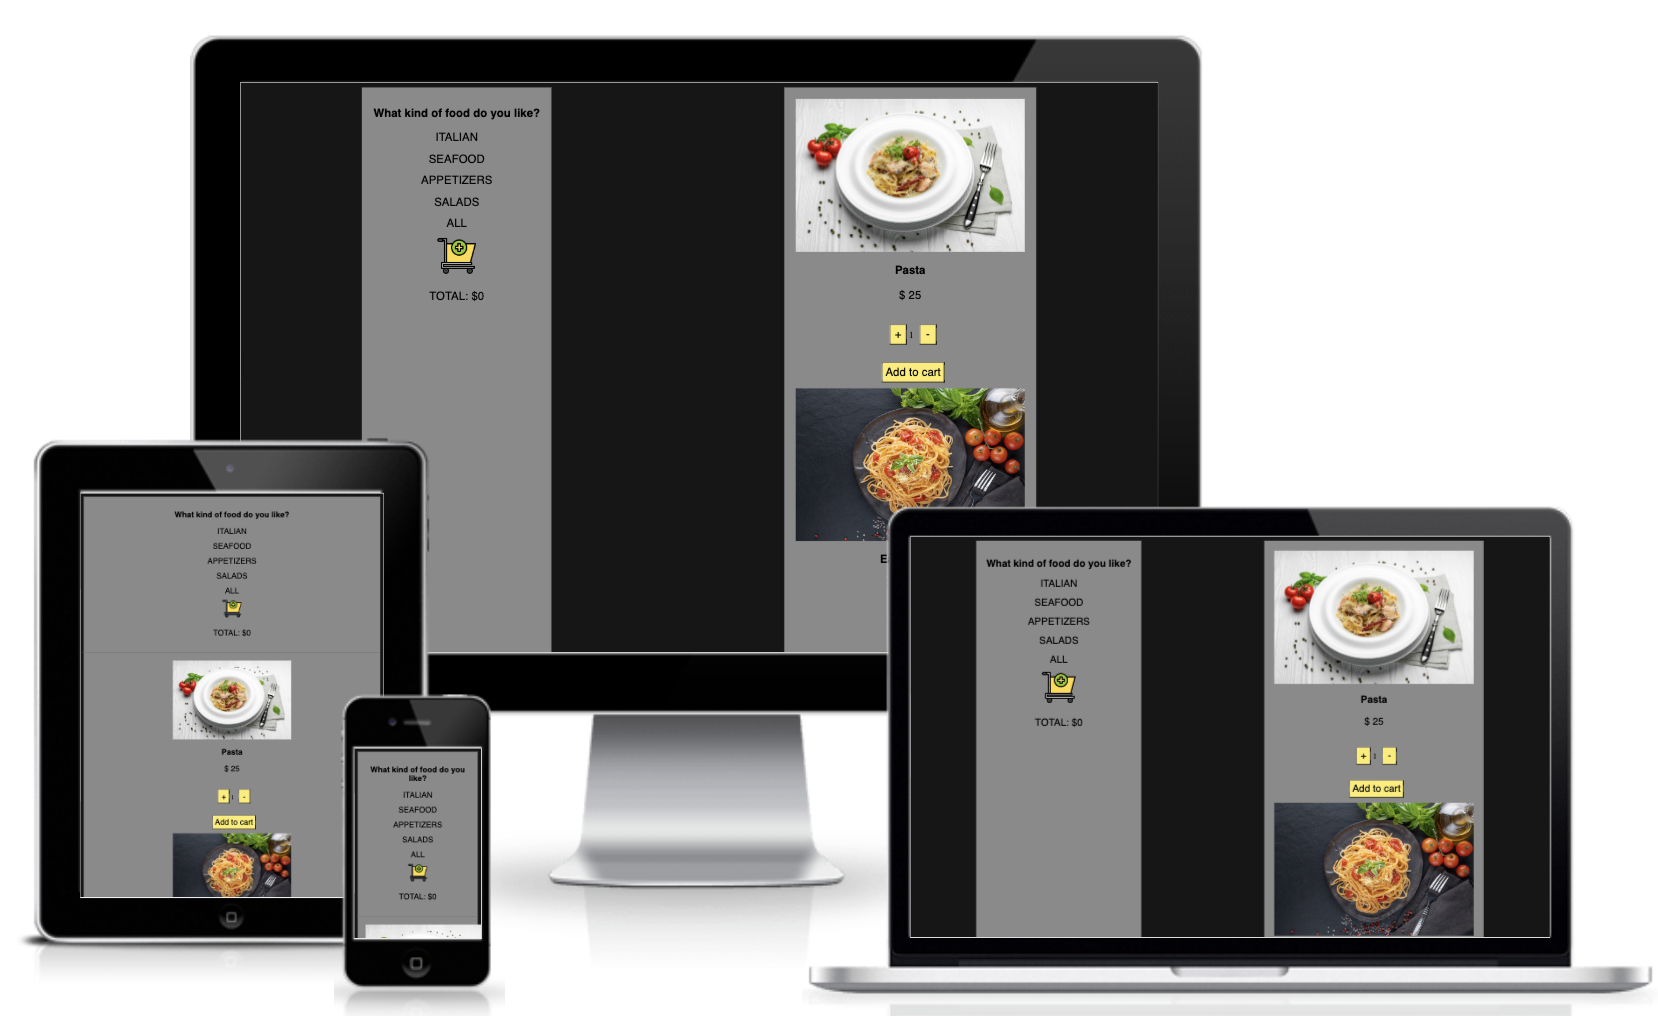 What kind of food do you like?
ITALIAN
SEAFOOD
APPETIZERS
SALADS
ALL
TOTAL: $0
Pasta
$ 25
+ 1 -
Add to cart
E
What kind of food do you like?
ITALIAN
SEAFOOD
APPETIZERS
SALADS
ALL
TOTAL: $0
Pasta
$ 25
+ 1 -
Add to cart
What kind of food do you
like?
ITALIAN
SEAFOOD
APPETIZERS
SALADS
ALL
TOTAL: $0
What kind of food do you like?
ITALIAN
SEAFOOD
APPETIZERS
SALADS
ALL
TOTAL: $0
Pasta
$ 25
+ 1 -
Add to cart